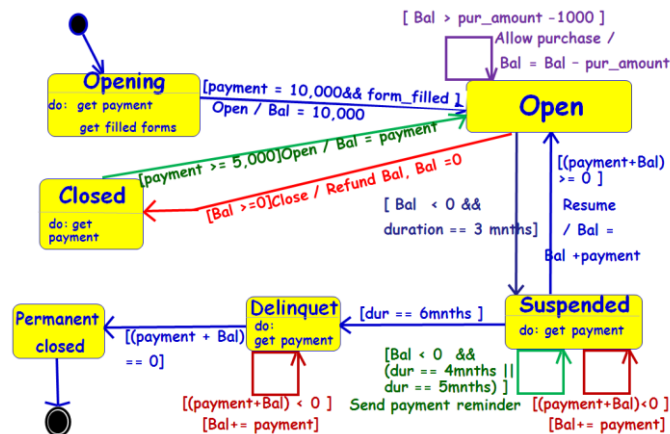 [ Bal > pur_amount -1000 ]
Allow purchase /
Bal = Bal - pur_amount
Opening
do: get payment
get filled forms
[payment = 10,000&& form_filled ]
Open / Bal = 10,000
Open
[payment >= 5,000]Open / Bal = payment
Closed
do: get
payment
[Bal >=0]Close / Refund Bal, Bal =0
[ Bal < 0 &&
duration == 3 mnths]
[(payment+Bal)
>= 0 ]
Resume
/ Bal =
Bal +payment
Permanent
closed
[(payment + Bal)
== 0]
Delinquet
do:
get payment
[dur == 6mnths ]
Suspended
do: get payment
[(payment+Bal) < 0 ]
[Bal+= payment]
[Bal < 0 &&
(dur == 4mnths ||
dur == 5mnths) ]
Send payment reminder
[(payment+Bal)<0 ]
[Bal+= payment]